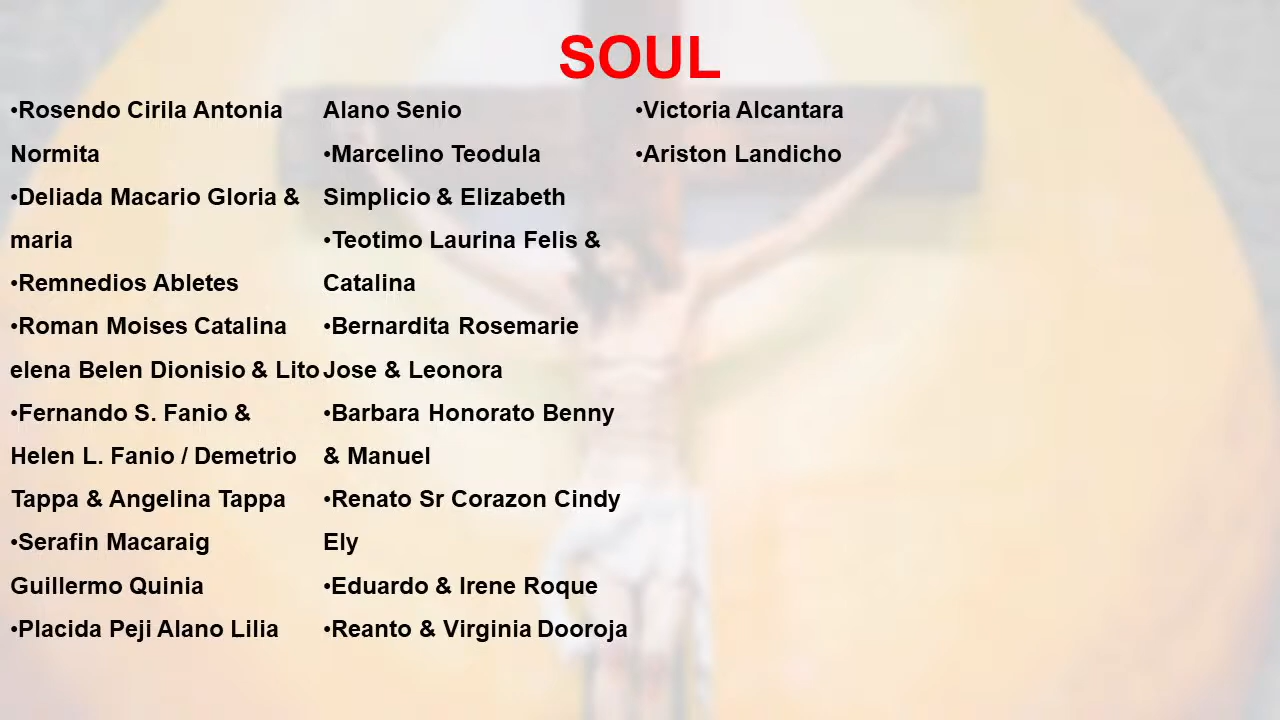 SOUL
•Rosendo Cirila Antonia
Normita
•Deliada Macario Gloria &
maria
•Remnedios Abletes
•Roman Moises Catalina
elena Belen Dionisio & Lito
•Fernando S. Fanio &
Helen L. Fanio / Demetrio
Tappa & Angelina Tappa
•Serafin Macaraig
Guillermo Quinia
•Placida Peji Alano Lilia
Alano Senio
•Marcelino Teodula
Simplicio & Elizabeth
•Teotimo Laurina Felis &
Catalina
•Bernardita Rosemarie
Jose & Leonora
•Barbara Honorato Benny
& Manuel
•Renato Sr Corazon Cindy
Ely
•Eduardo & Irene Roque
•Reanto & Virginia Dooroja
•Victoria Alcantara
•Ariston Landicho